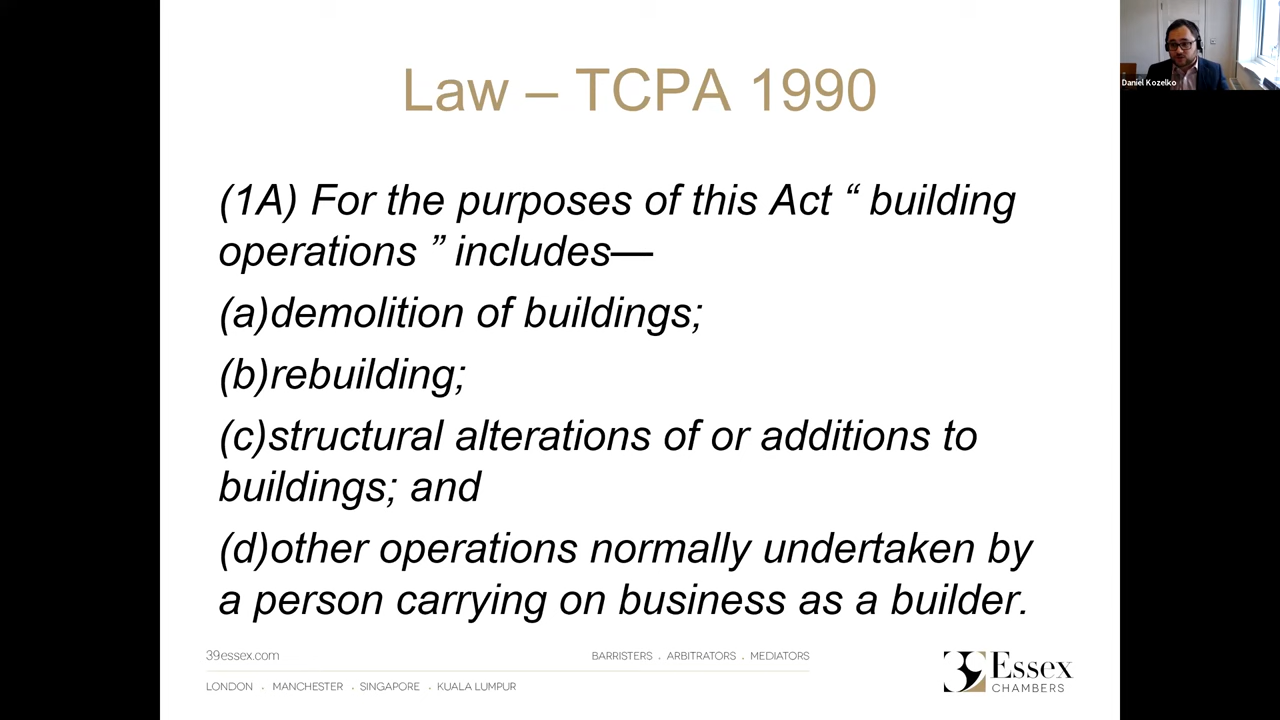 Law – TCPA 1990
Daniel Kozelko
(1A) For the purposes of this Act “ building
operations ” includes—
(a)demolition of buildings;
(b)rebuilding;
(c)structural alterations of or additions to
buildings; and
(d)other operations normally undertaken by
a person carrying on business as a builder.
39essex.com
BARRISTERS . ARBITRATORS . MEDIATORS
LONDON . MANCHESTER . SINGAPORE . KUALA LUMPUR
39 Essex
CHAMBERS